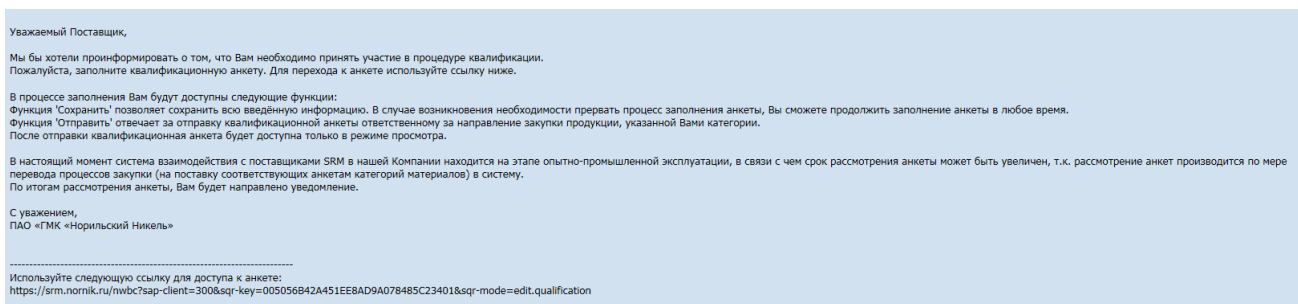 Уважаемый Поставщик,
Мы бы хотели проинформировать о том, что Вам необходимо принять участие в процедуре квалификации.
Пожалуйста, заполните квалификационную анкету. Для перехода к анкете используйте ссылку ниже.
В процессе заполнения Вам будут доступны следующие функции:
Функция 'Сохранить' позволяет сохранить всю введённую информацию. В случае возникновения необходимости прервать процесс заполнения анкеты, Вы сможете продолжить заполнение анкеты в любое время.
Функция 'Отправить' отвечает за отправку квалификационной анкеты ответственному за направление закупки продукции, указанной Вами категории.
После отправки квалификационная анкета будет доступна только в режиме просмотра.
В настоящий момент система взаимодействия с поставщиками SRM в нашей Компании находится на этапе опытно-промышленной эксплуатации, в связи с чем срок рассмотрения анкеты может быть увеличен, т.к. рассмотрение анкет производится по мере
перевода процессов закупки (на поставку соответствующих анкетам категорий материалов) в систему.
По итогам рассмотрения анкеты, Вам будет направлено уведомление.
С уважением,
ПАО «ГМК «Норильский Никель»
-------------------------------------------------------------------------
Используйте следующую ссылку для доступа к анкете:
https://srm.nornik.ru/nwbc?sap-client=300&sqr-key=005056B42A451EE8AD9A078485C23401&sqr-mode=edit.qualification